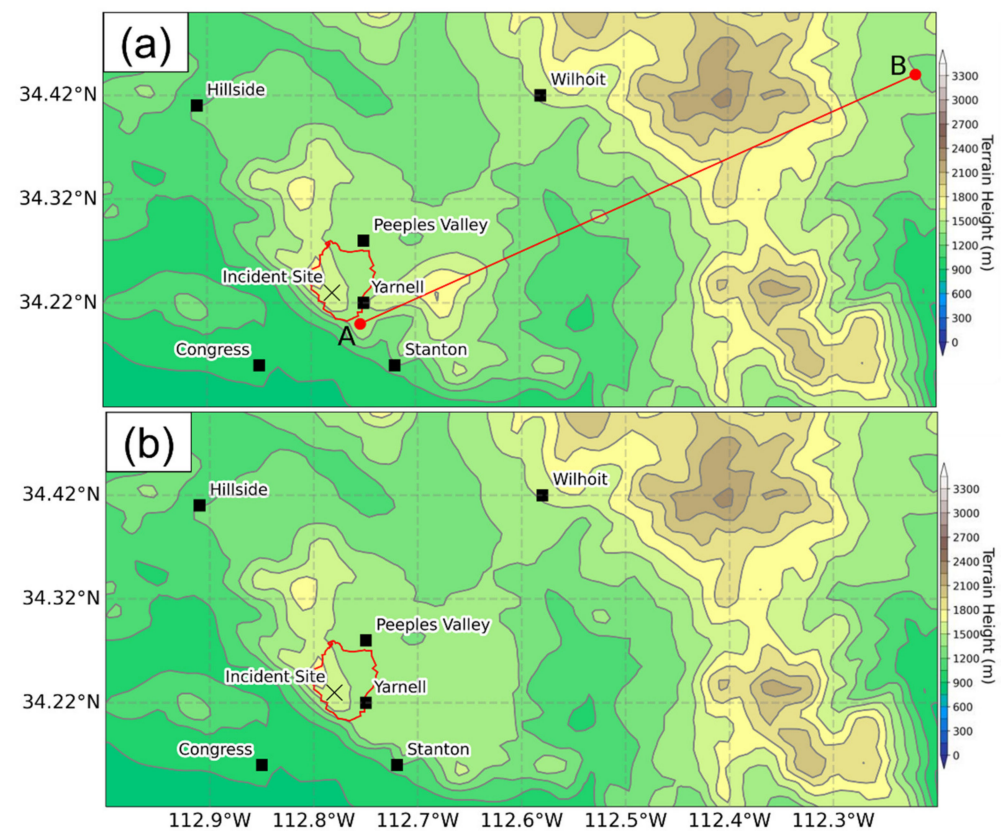 (a)
Hillside
Wilhoit
B
34.42°N
34.32°N
Peeples Valley
Incident Site
Yarnell
34.22°N
A
Congress
Stanton
3300
3000
2700
2400
2100
1800
1500
1200
900
600
300
0
Terrain Height (m)
(b)
Hillside
Wilhoit
34.42°N
34.32°N
Peeples Valley
Incident Site
Yarnell
34.22°N
Congress
Stanton
3300
3000
2700
2400
2100
1800
1500
1200
900
600
300
0
Terrain Height (m)
112.9°W 112.8°W 112.7°W 112.6°W 112.5°W 112.4°W 112.3°W